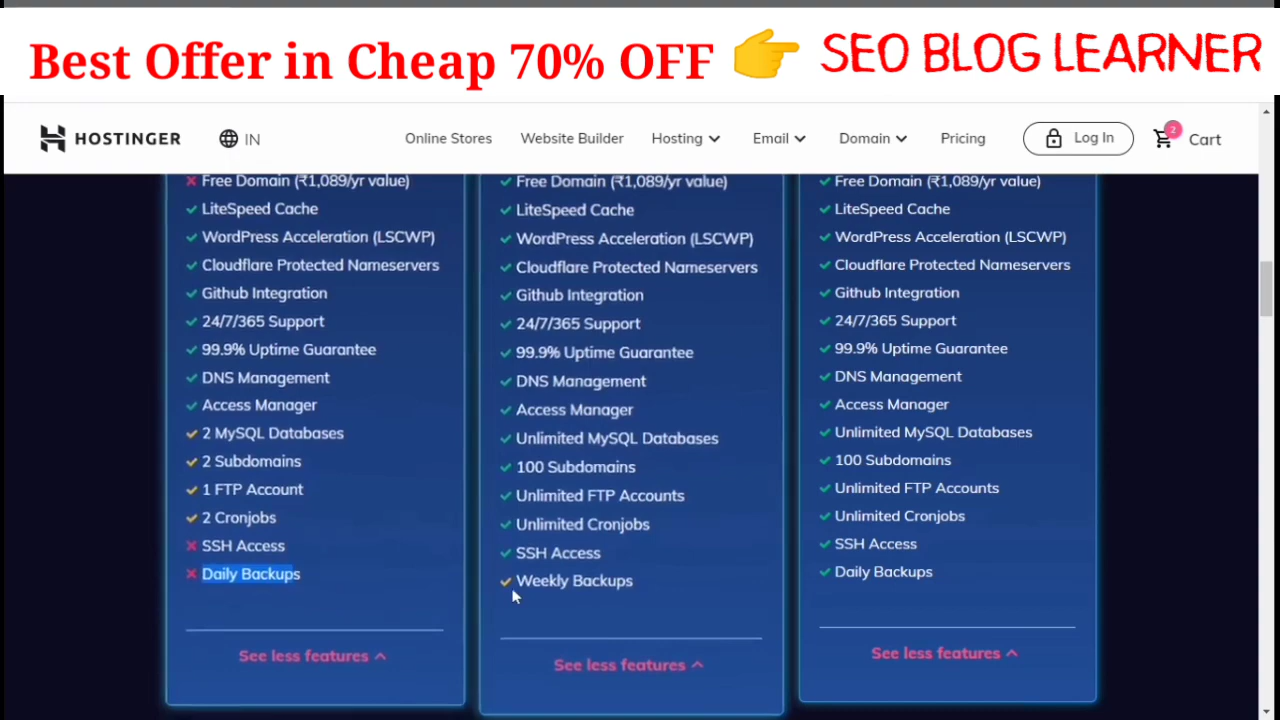 Best Offer in Cheap 70% OFF 👉 SEO BLOG LEARNER
HOSTINGER IN Online Stores Website Builder Hosting Email Domain Pricing Log In 2 Cart
Free Domain (₹1,089/yr value)
LiteSpeed Cache
WordPress Acceleration (LSCWP)
Cloudflare Protected Nameservers
Github Integration
24/7/365 Support
99.9% Uptime Guarantee
DNS Management
Access Manager
2 MySQL Databases
2 Subdomains
1 FTP Account
2 Cronjobs
SSH Access
Daily Backups
See less features
Free Domain (₹1,089/yr value)
LiteSpeed Cache
WordPress Acceleration (LSCWP)
Cloudflare Protected Nameservers
Github Integration
24/7/365 Support
99.9% Uptime Guarantee
DNS Management
Access Manager
Unlimited MySQL Databases
100 Subdomains
Unlimited FTP Accounts
Unlimited Cronjobs
SSH Access
Weekly Backups
See less features
Free Domain (₹1,089/yr value)
LiteSpeed Cache
WordPress Acceleration (LSCWP)
Cloudflare Protected Nameservers
Github Integration
24/7/365 Support
99.9% Uptime Guarantee
DNS Management
Access Manager
Unlimited MySQL Databases
100 Subdomains
Unlimited FTP Accounts
Unlimited Cronjobs
SSH Access
Daily Backups
See less features